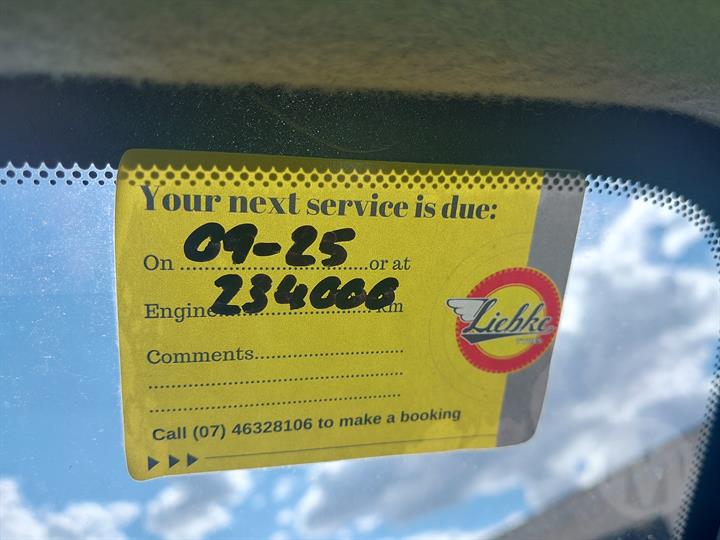 Your next service is due:
On 09-25 or at
Engine 234000 km
Comments
Call (07) 46328106 to make a booking
Liebke
TYRES